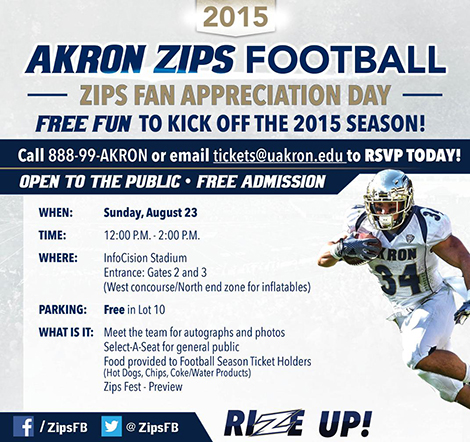 2015
AKRON ZIPS FOOTBALL
ZIPS FAN APPRECIATION DAY
FREE FUN TO KICK OFF THE 2015 SEASON!
Call 888-99-AKRON or email tickets@uakron.edu to RSVP TODAY!
OPEN TO THE PUBLIC • FREE ADMISSION
WHEN: Sunday, August 23
TIME: 12:00 P.M. - 2:00 P.M.
WHERE: InfoCision Stadium
Entrance: Gates 2 and 3
(West concourse/North end zone for inflatables)
PARKING: Free in Lot 10
WHAT IS IT: Meet the team for autographs and photos
Select-A-Seat for general public
Food provided to Football Season Ticket Holders
(Hot Dogs, Chips, Coke/Water Products)
Zips Fest - Preview
34
AKRON
34
f /ZipsFB @ZipsFB
RIZE UP!